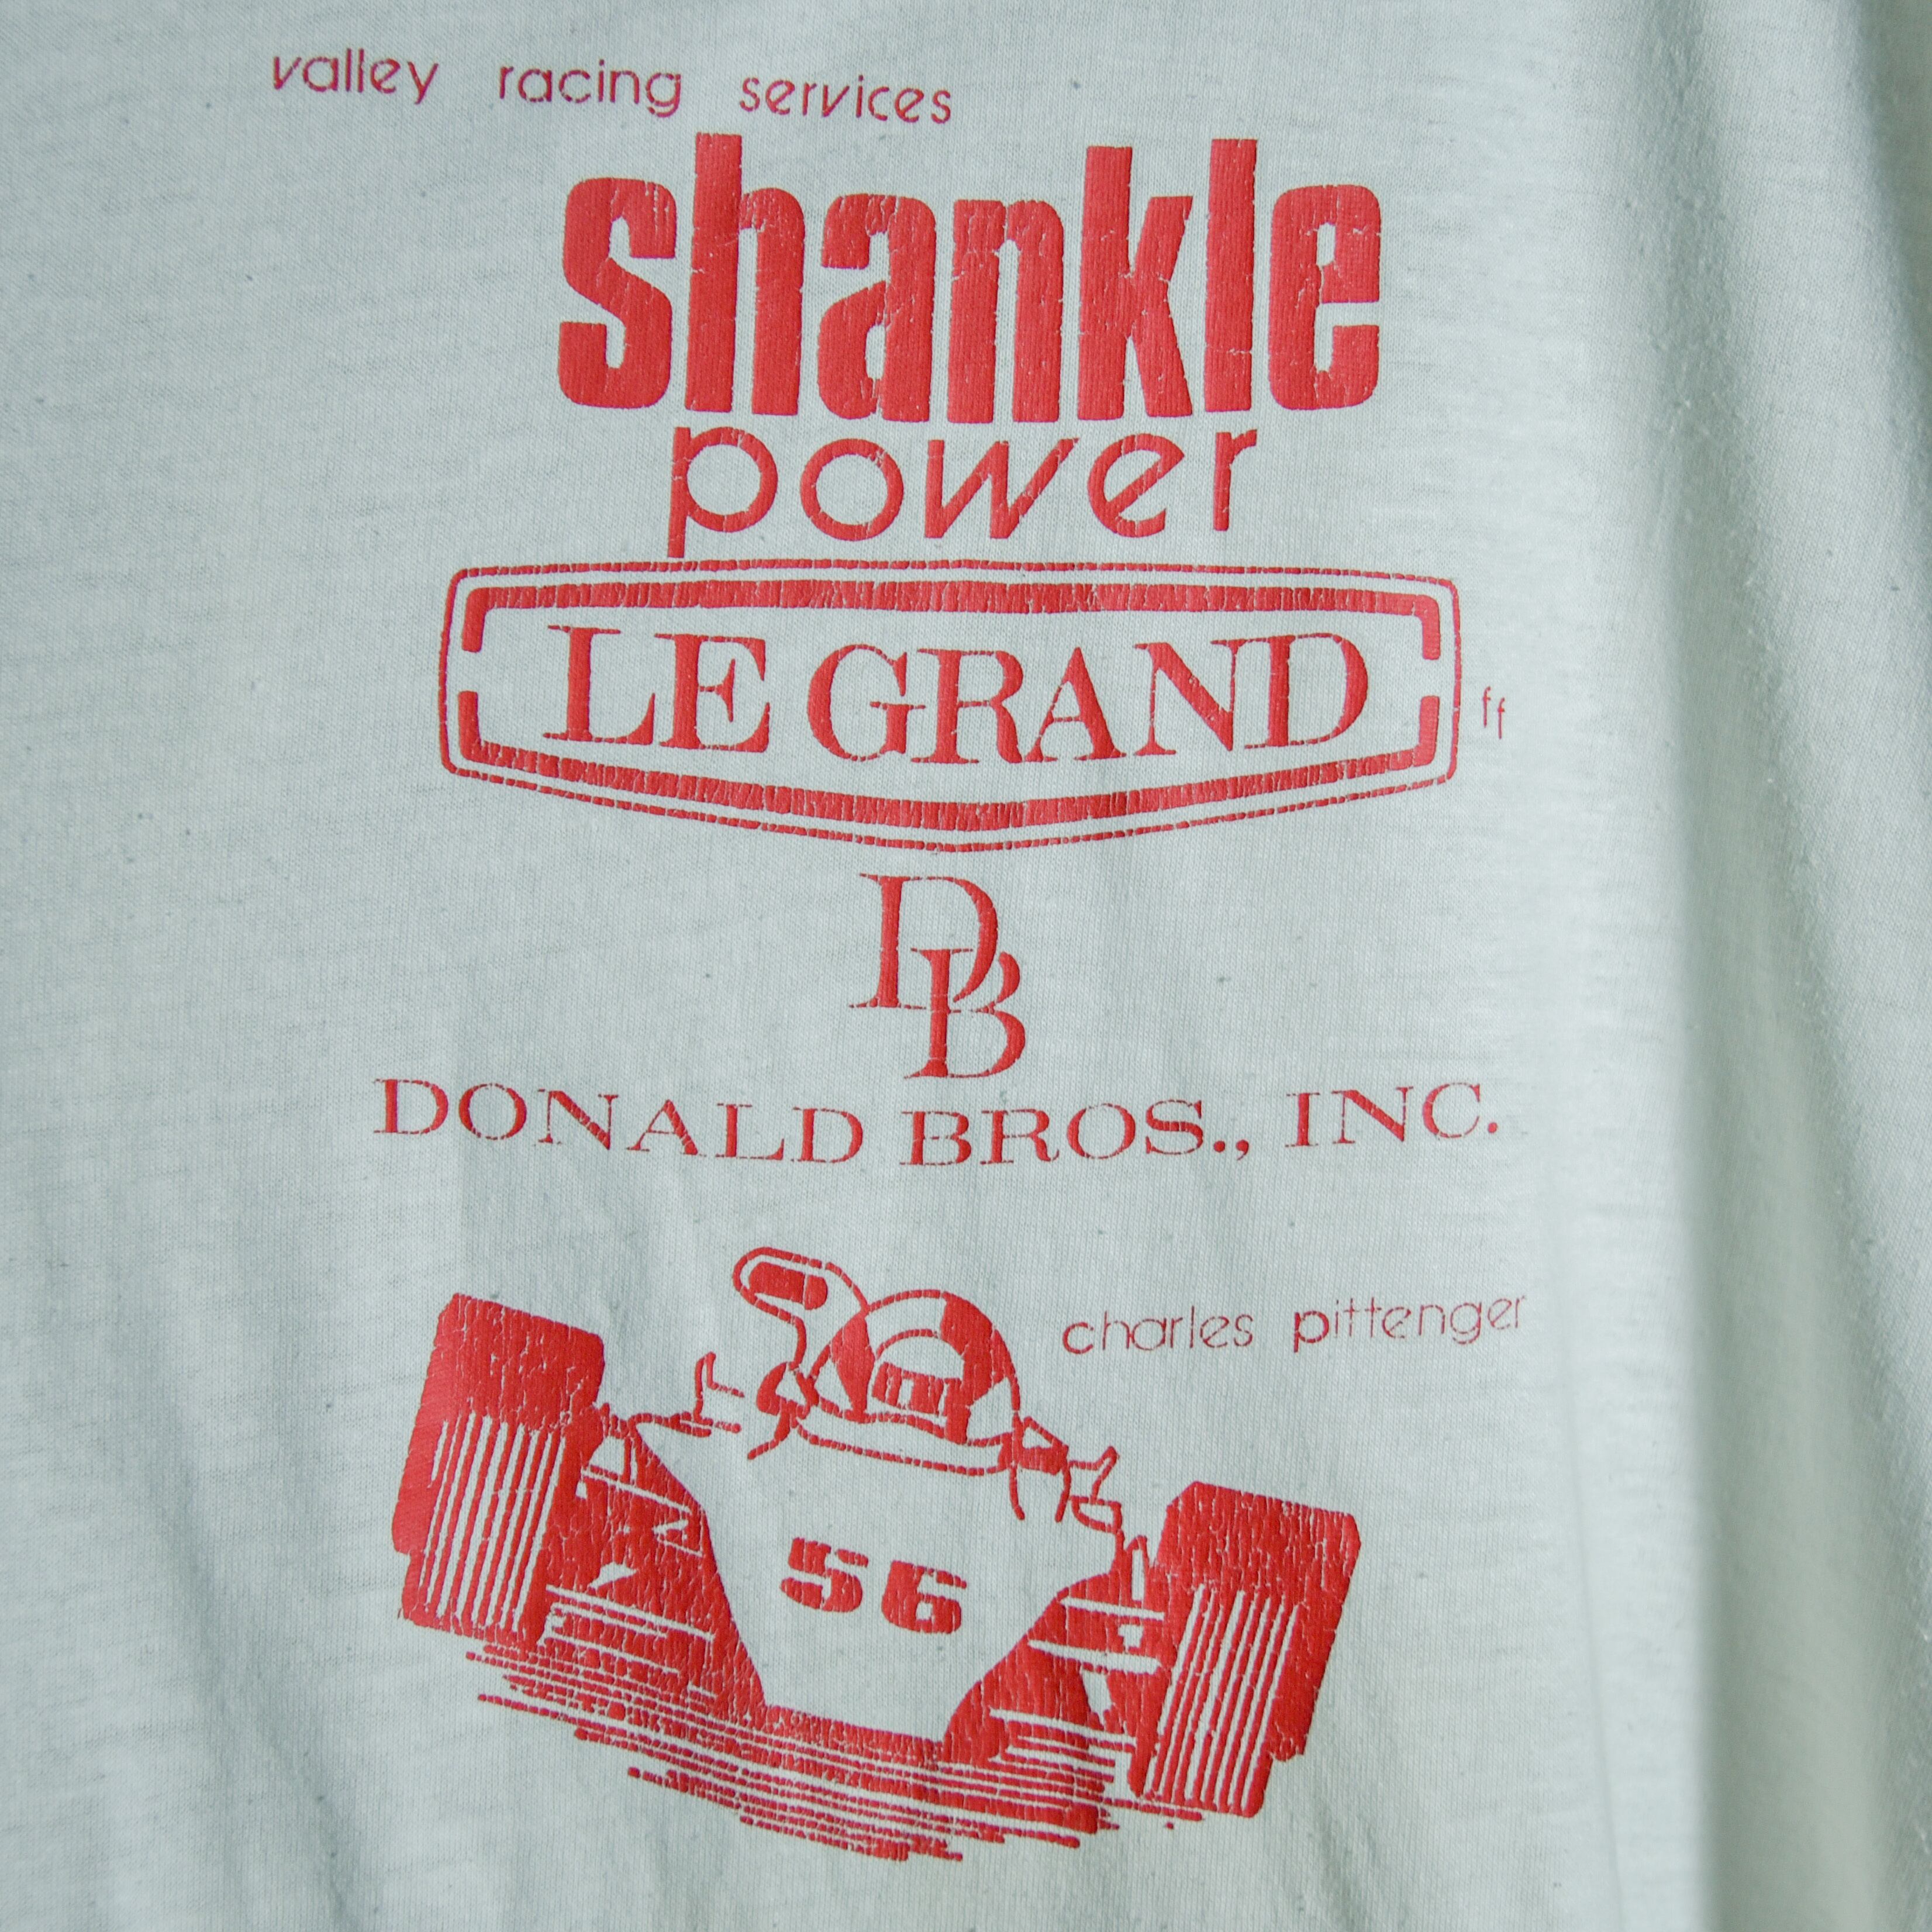 valley racing services
shankle
power
LE GRAND
ff
DB
DONALD BROS., INC.
charles pittenger
56